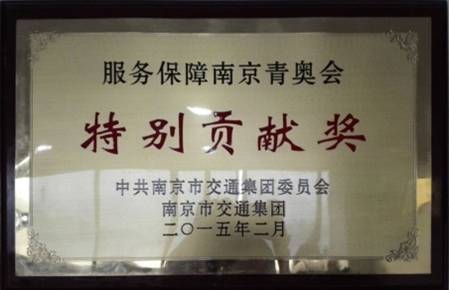 服务保障南京青奥会
特别贡献奖
中共南京市交通集团委员会
南京市交通集团
二〇一五年二月